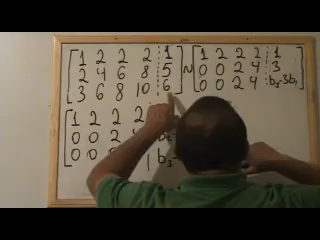 [1 2 2 2 ⋮ 1] ~ [1 2 2 2 ⋮ 1
2 4 6 8 ⋮ 5 0 0 2 4 ⋮ 3
3 6 8 10 ⋮ 6 0 0 2 4 ⋮ b₃-3b₁
[1 2 2 2
0 0 2 b₂
0 0 b₃-